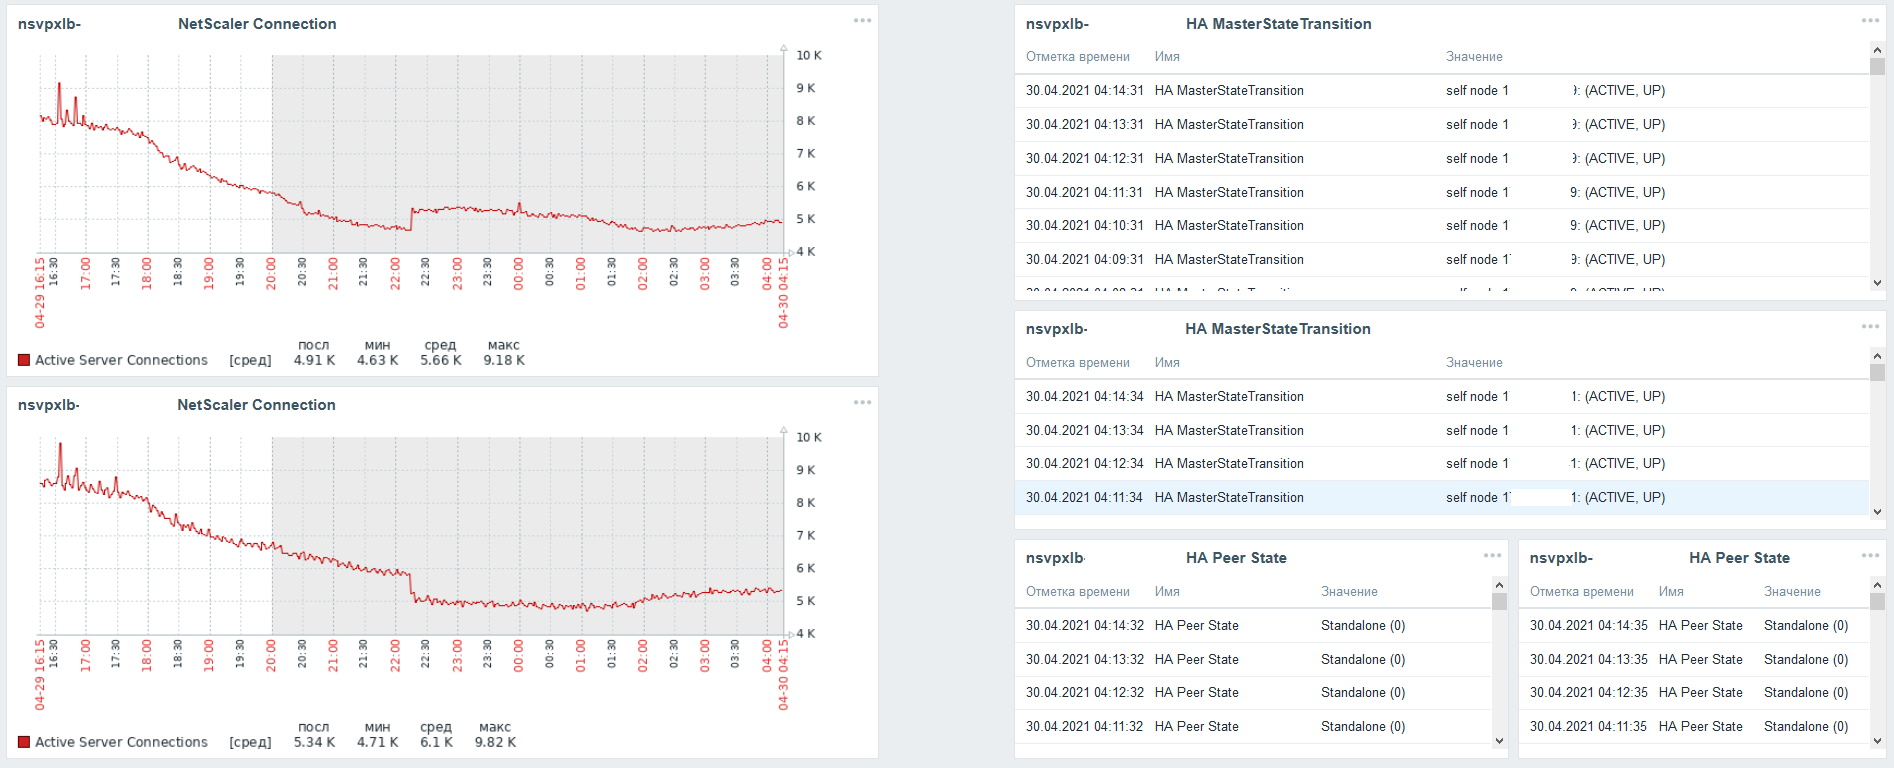 nsvpxlb- NetScaler Connection
10 K
9 K
8 K
7 K
6 K
5 K
4 K
04-29 16:15 16:30 17:00 17:30 18:00 18:30 19:00 19:30 20:00 20:30 21:00 21:30 22:00 22:30 23:00 23:30 00:00 00:30 01:00 01:30 02:00 02:30 03:00 03:30 04:00 04-30 04:15
посл мин сред макс
Active Server Connections [сред] 4.91 K 4.63 K 5.66 K 9.18 K
nsvpxlb- NetScaler Connection
10 K
9 K
8 K
7 K
6 K
5 K
4 K
04-29 16:15 16:30 17:00 17:30 18:00 18:30 19:00 19:30 20:00 20:30 21:00 21:30 22:00 22:30 23:00 23:30 00:00 00:30 01:00 01:30 02:00 02:30 03:00 03:30 04:00 04-30 04:15
посл мин сред макс
Active Server Connections [сред] 5.34 K 4.71 K 6.1 K 9.82 K
nsvpxlb- HA MasterStateTransition
Отметка времени Имя Значение
30.04.2021 04:14:31 HA MasterStateTransition self node 1 9: (ACTIVE, UP)
30.04.2021 04:13:31 HA MasterStateTransition self node 1 9: (ACTIVE, UP)
30.04.2021 04:12:31 HA MasterStateTransition self node 1 9: (ACTIVE, UP)
30.04.2021 04:11:31 HA MasterStateTransition self node 1 9: (ACTIVE, UP)
30.04.2021 04:10:31 HA MasterStateTransition self node 1 9: (ACTIVE, UP)
30.04.2021 04:09:31 HA MasterStateTransition self node 1 9: (ACTIVE, UP)
nsvpxlb- HA MasterStateTransition
Отметка времени Имя Значение
30.04.2021 04:14:34 HA MasterStateTransition self node 1 1: (ACTIVE, UP)
30.04.2021 04:13:34 HA MasterStateTransition self node 1 1: (ACTIVE, UP)
30.04.2021 04:12:34 HA MasterStateTransition self node 1 1: (ACTIVE, UP)
30.04.2021 04:11:34 HA MasterStateTransition self node 1 1: (ACTIVE, UP)
nsvpxlb- HA Peer State
Отметка времени Имя Значение
30.04.2021 04:14:32 HA Peer State Standalone (0)
30.04.2021 04:13:32 HA Peer State Standalone (0)
30.04.2021 04:12:32 HA Peer State Standalone (0)
30.04.2021 04:11:32 HA Peer State Standalone (0)
nsvpxlb- HA Peer State
Отметка времени Имя Значение
30.04.2021 04:14:35 HA Peer State Standalone (0)
30.04.2021 04:13:35 HA Peer State Standalone (0)
30.04.2021 04:12:35 HA Peer State Standalone (0)
30.04.2021 04:11:35 HA Peer State Standalone (0)